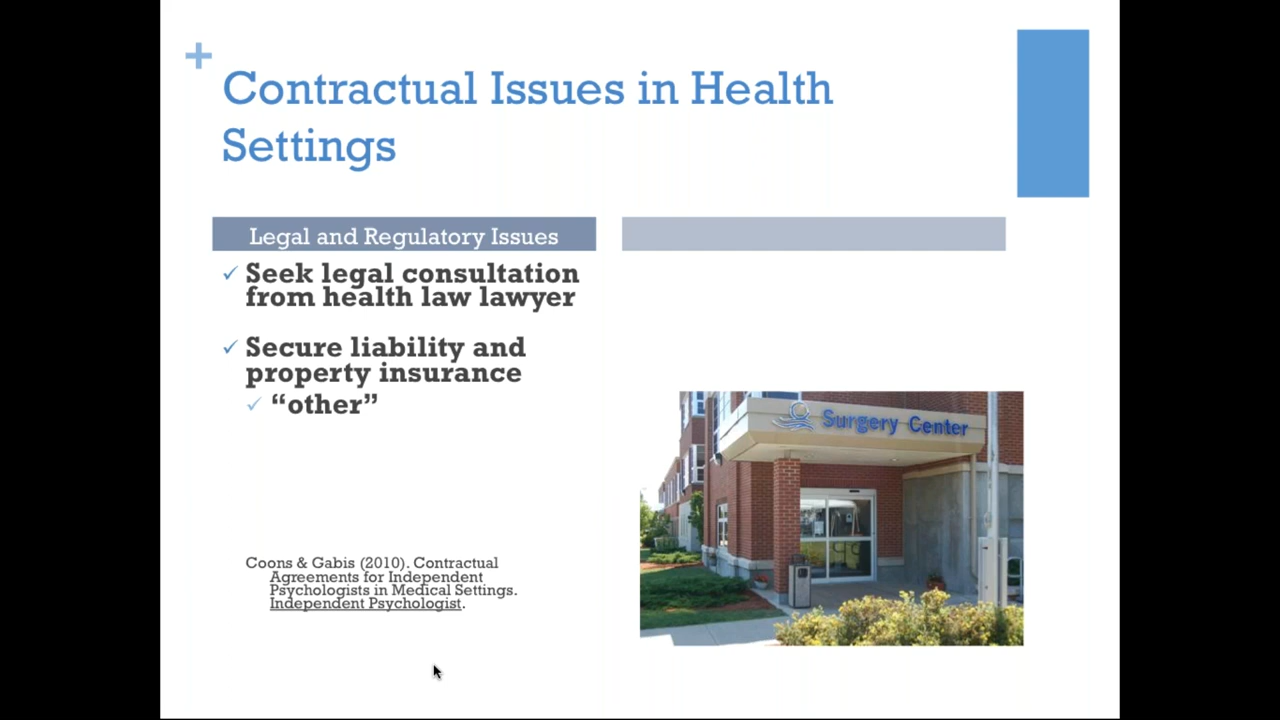 +
Contractual Issues in Health
Settings
Legal and Regulatory Issues
✓ Seek legal consultation
from health law lawyer
✓ Secure liability and
property insurance
✓ “other”
Coons & Gabis (2010). Contractual
Agreements for Independent
Psychologists in Medical Settings.
Independent Psychologist.
Surgery Center